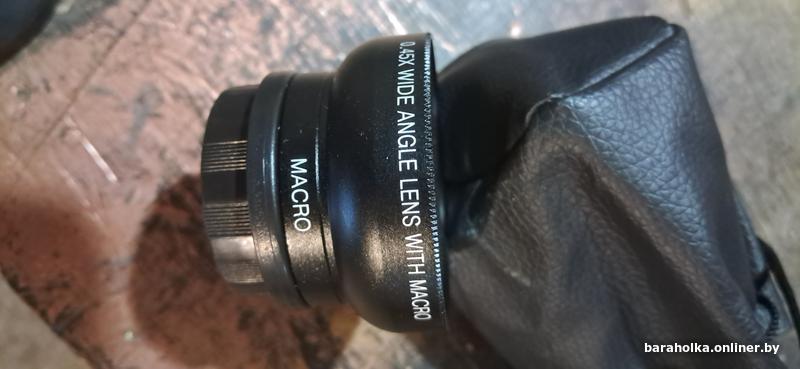 0.45X WIDE ANGLE LENS WITH MACRO
MACRO
baraholka.onliner.by